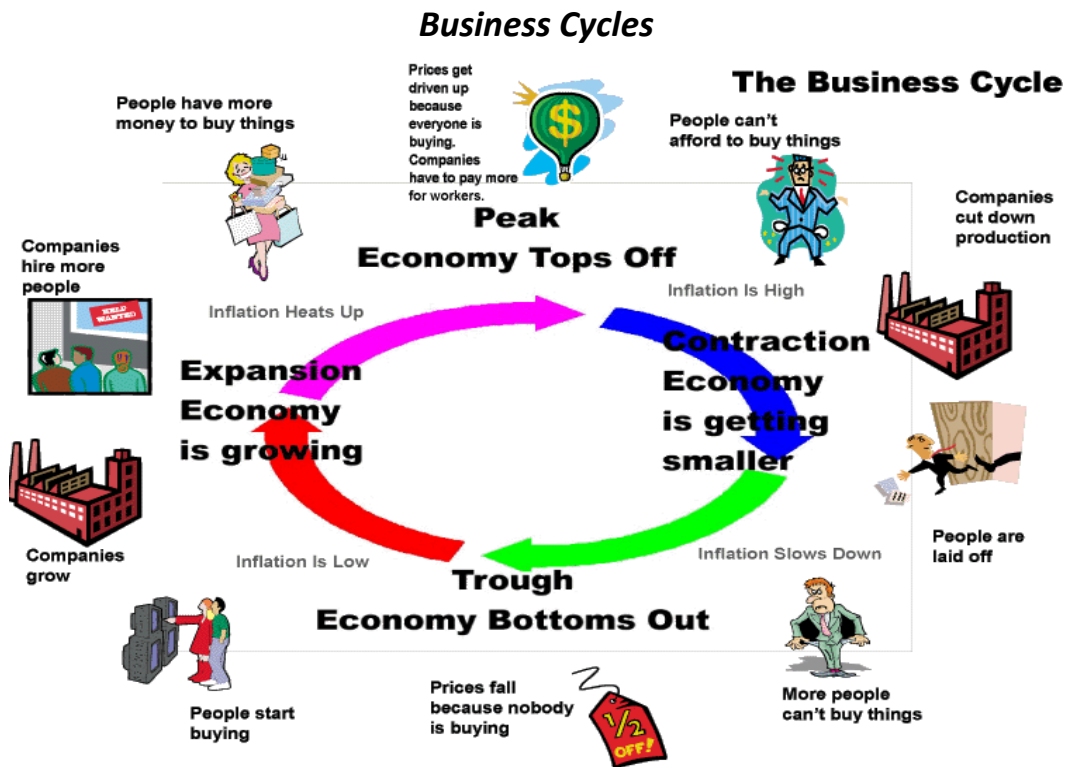 Business Cycles
The Business Cycle
People have more
money to buy things
Prices get
driven up
because
everyone is
buying.
Companies
have to pay more
for workers.
$
People can't
afford to buy things
Companies
cut down
production
Peak
Economy Tops Off
Companies
hire more
people
HELP
WANTED
Inflation Heats Up
Inflation Is High
Expansion
Economy
is growing
Contraction
Economy
is getting
smaller
Companies
grow
Inflation Is Low
Inflation Slows Down
People are
laid off
Trough
Economy Bottoms Out
People start
buying
Prices fall
because nobody
is buying
1/2
OFF!
More people
can't buy things